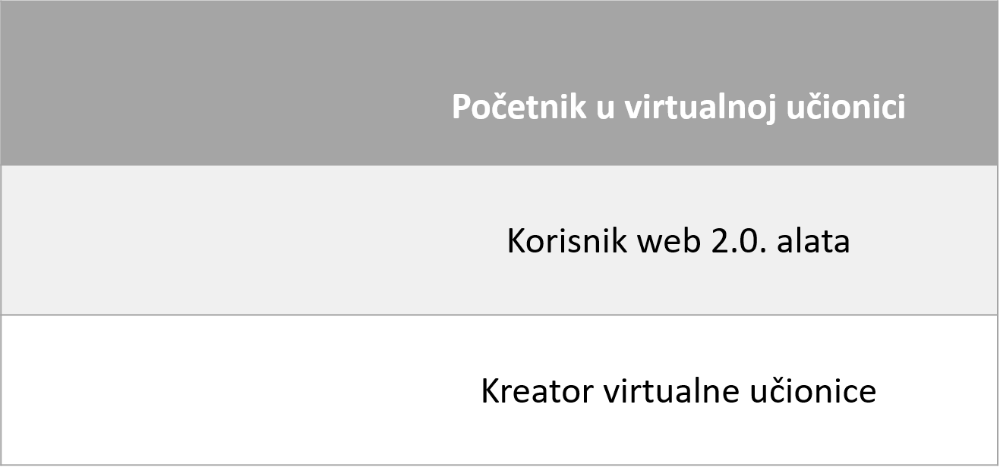 Početnik u virtualnoj učionici
Korisnik web 2.0. alata
Kreator virtualne učionice